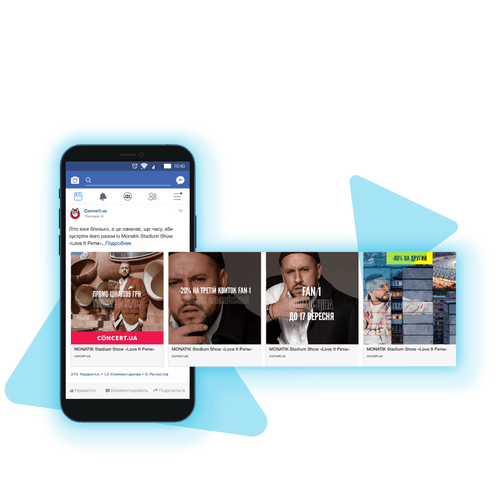 10:40
Concert.ua
Реклама
Літо вже близько, а це означає, що час, аби
зустріти його разом із Monatik Stadium Show
«Love It Ритм»...Подробнее
ПРОМО-ЦІНА ГРН
CONCERT.UA
MONATIK Stadium Show «Love It Ритм»
concert.ua
-20% НА ТРЕТІЙ КВИТОК FAN-1
MONATIK Stadium Show «Love It Ритм»
concert.ua
FAN-1
ДО 17 ВЕРЕСНЯ
MONATIK Stadium Show «Love It Ритм»
concert.ua
НА ДРУГИЙ
MONATIK Stadium Show «Love It Ритм»
concert.ua
Нравится • 12 Комментариев • 6 Репостов
Нравится Комментировать Поделиться